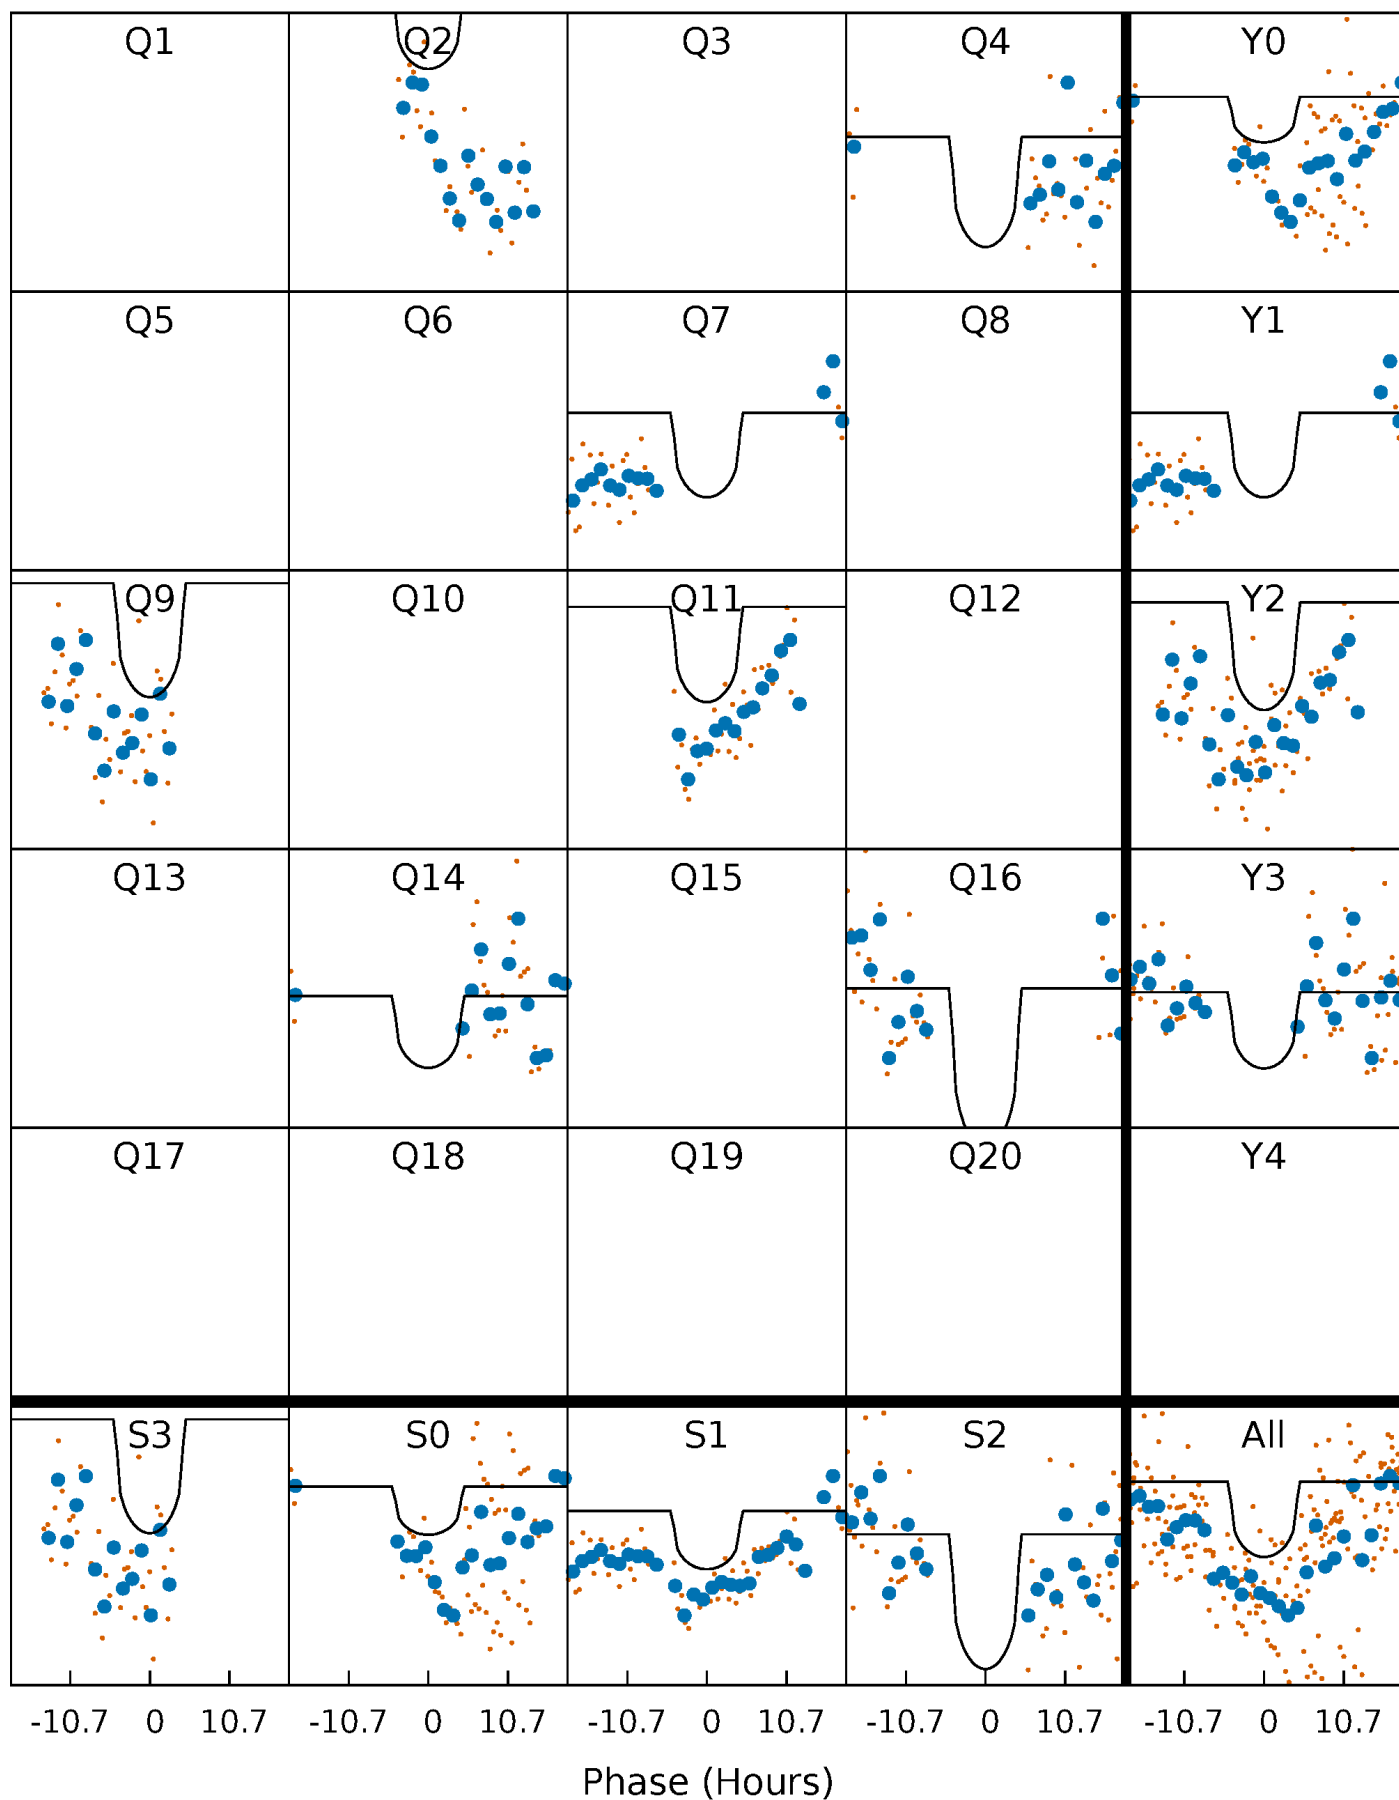 Q1 Q2 Q3 Q4 Y0
Q5 Q6 Q7 Q8 Y1
Q9 Q10 Q11 Q12 Y2
Q13 Q14 Q15 Q16 Y3
Q17 Q18 Q19 Q20 Y4
S3 S0 S1 S2 All
-10.7 0 10.7 -10.7 0 10.7 -10.7 0 10.7 -10.7 0 10.7 -10.7 0 10.7
Phase (Hours)